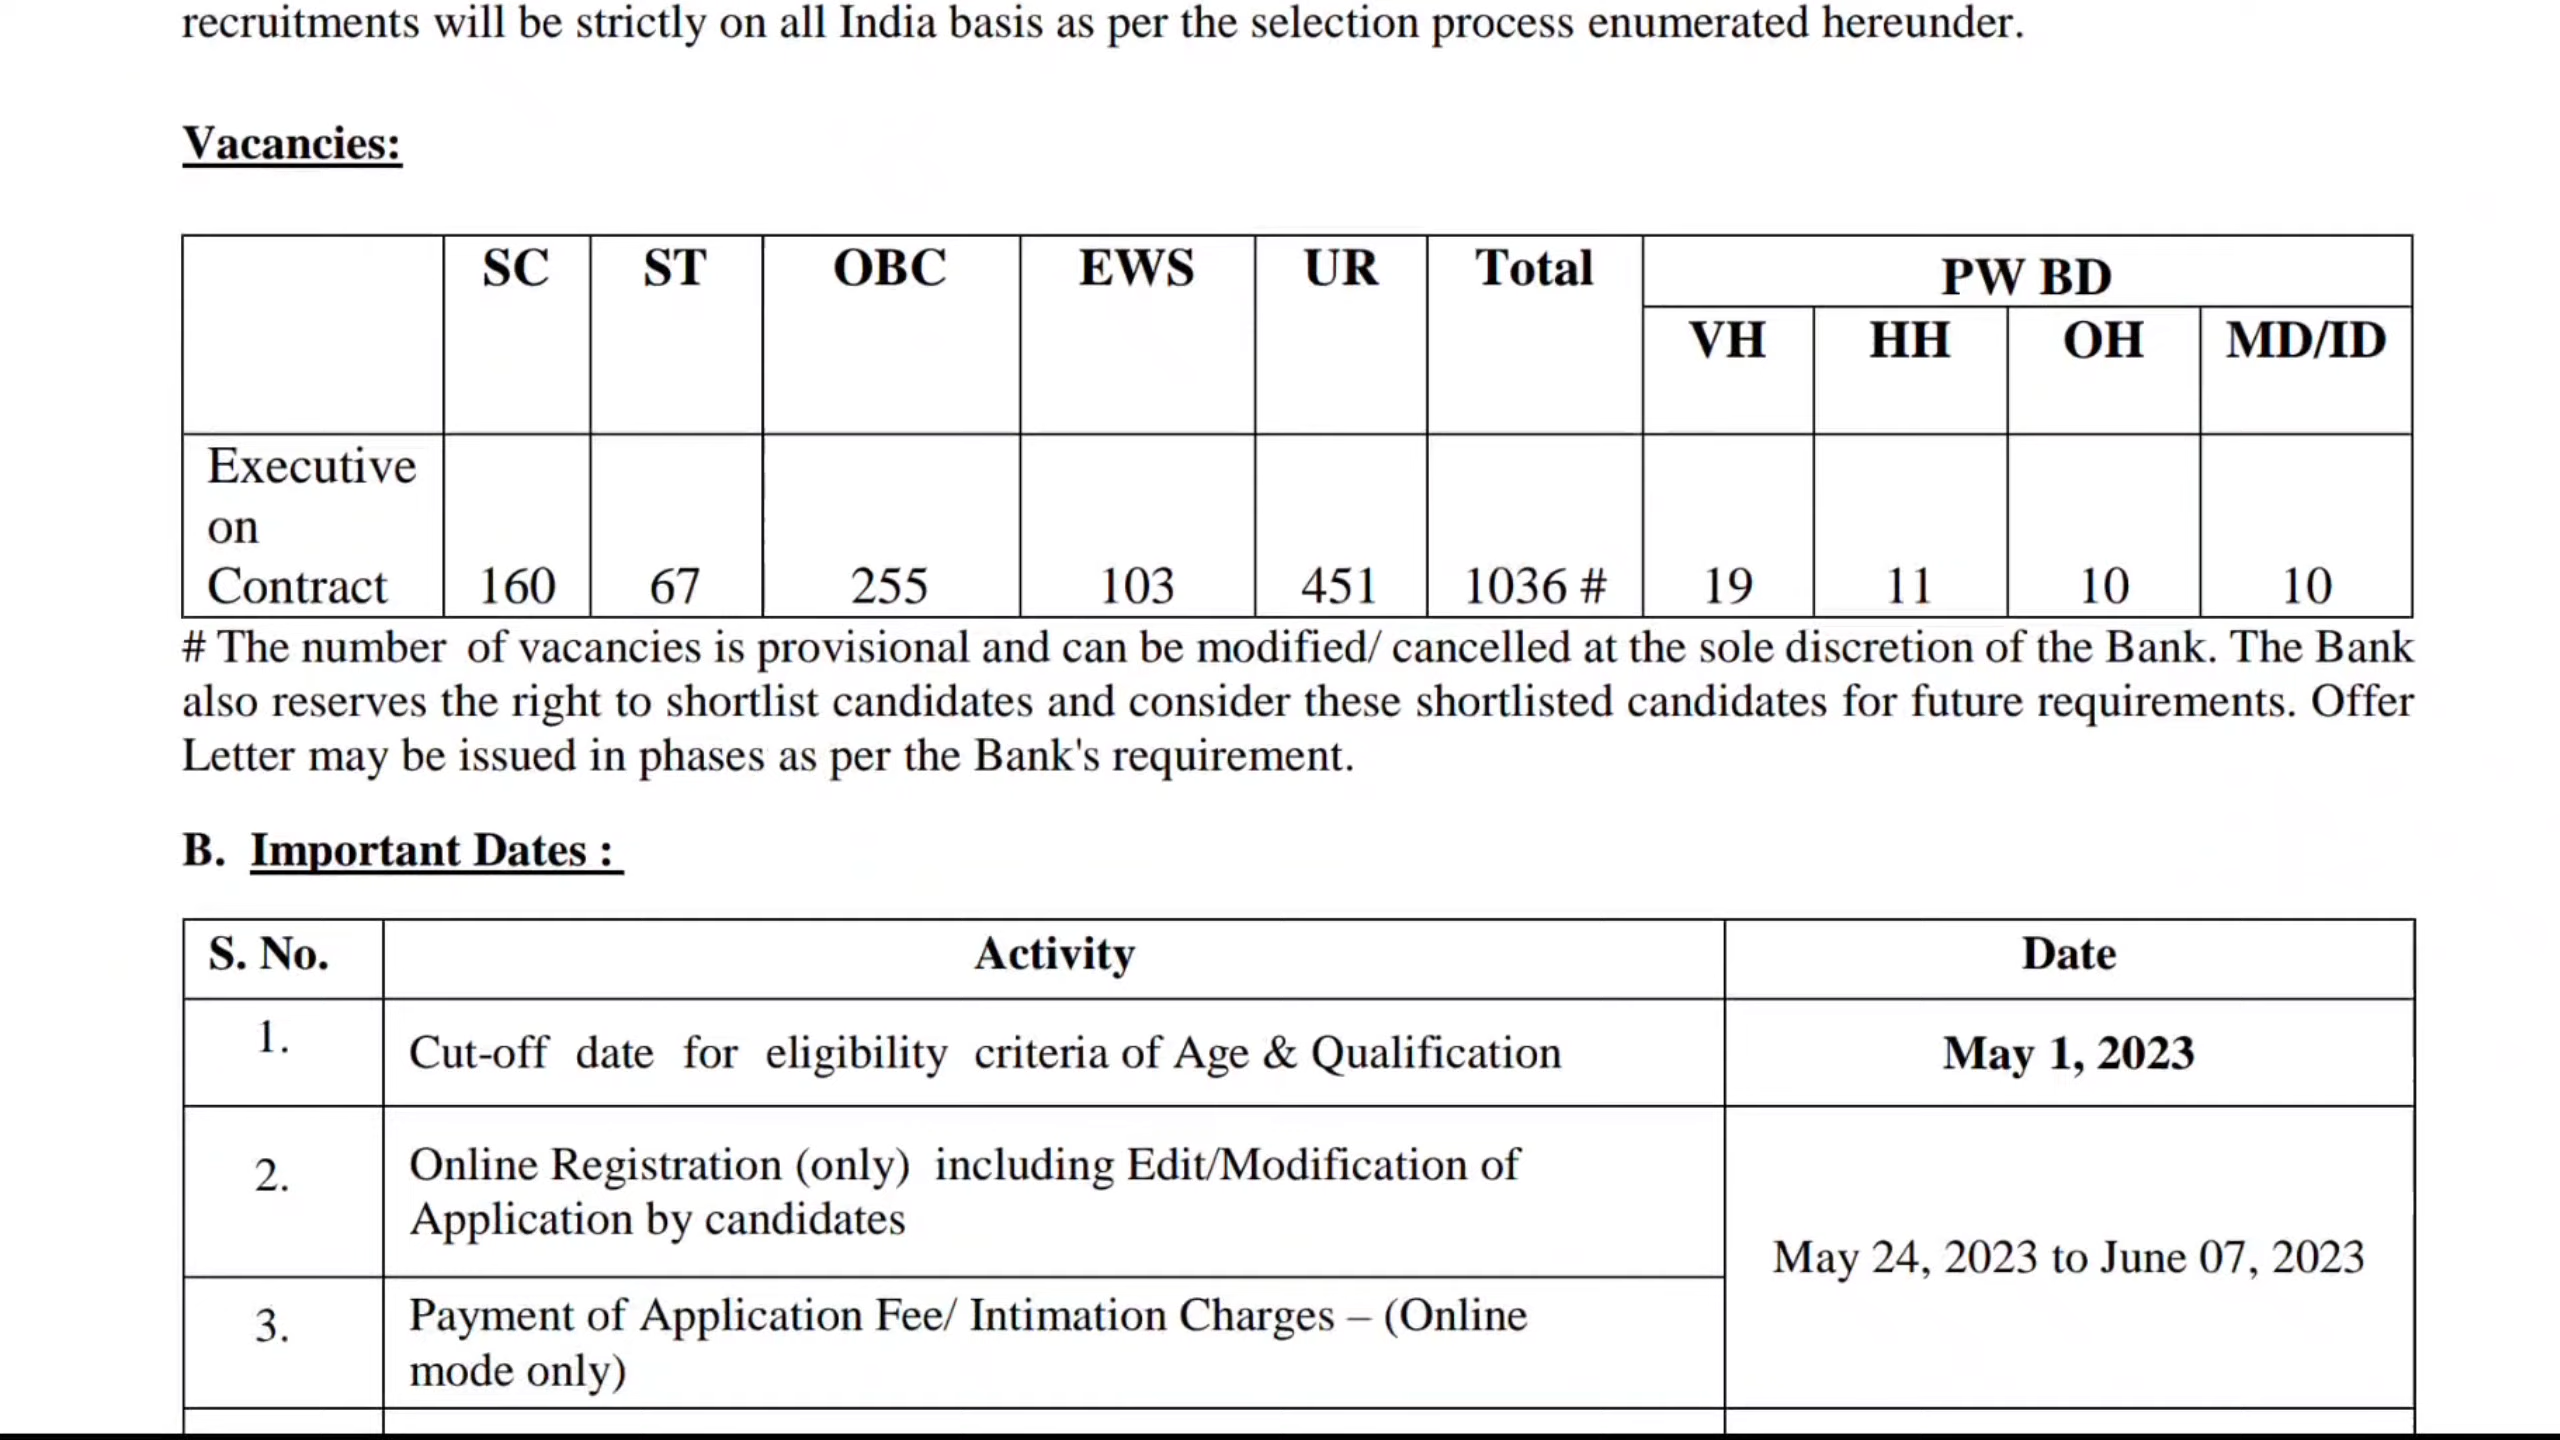 recruitments will be strictly on all India basis as per the selection process enumerated hereunder.
Vacancies:
SC ST OBC EWS UR Total PW BD
VH HH OH MD/ID
Executive
on
Contract 160 67 255 103 451 1036 # 19 11 10 10
# The number of vacancies is provisional and can be modified/ cancelled at the sole discretion of the Bank. The Bank
also reserves the right to shortlist candidates and consider these shortlisted candidates for future requirements. Offer
Letter may be issued in phases as per the Bank's requirement.
B. Important Dates :
S. No. Activity Date
1. Cut-off date for eligibility criteria of Age & Qualification May 1, 2023
2. Online Registration (only) including Edit/Modification of
Application by candidates
May 24, 2023 to June 07, 2023
3. Payment of Application Fee/ Intimation Charges – (Online
mode only)